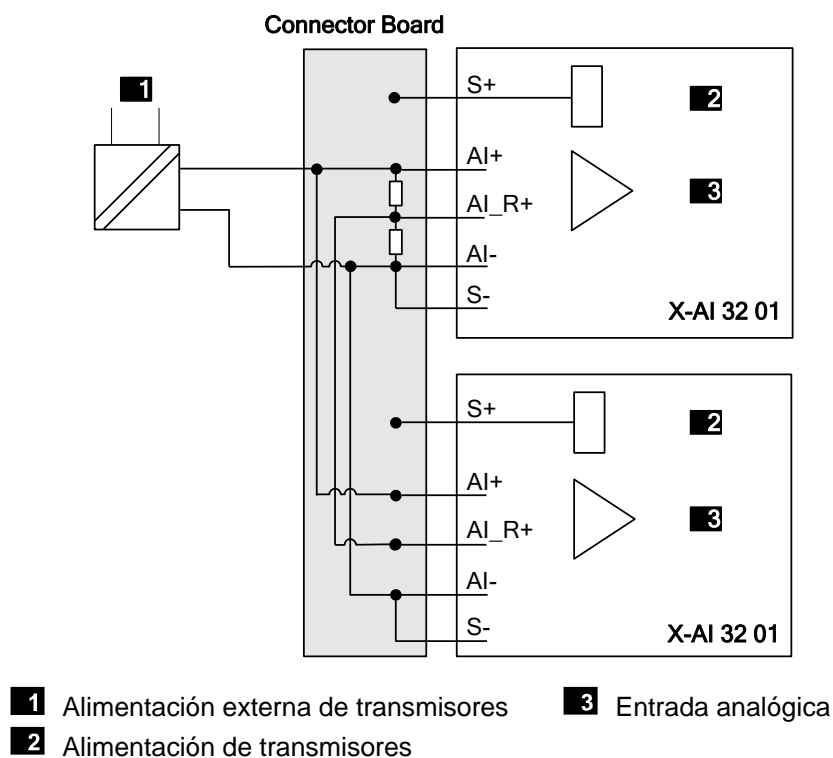 Connector Board
1
S+
2
AI+
3
AI_R+
AI-
S-
X-AI 32 01
S+
2
AI+
3
AI_R+
AI-
S-
X-AI 32 01
1 Alimentación externa de transmisores
3 Entrada analógica
2 Alimentación de transmisores